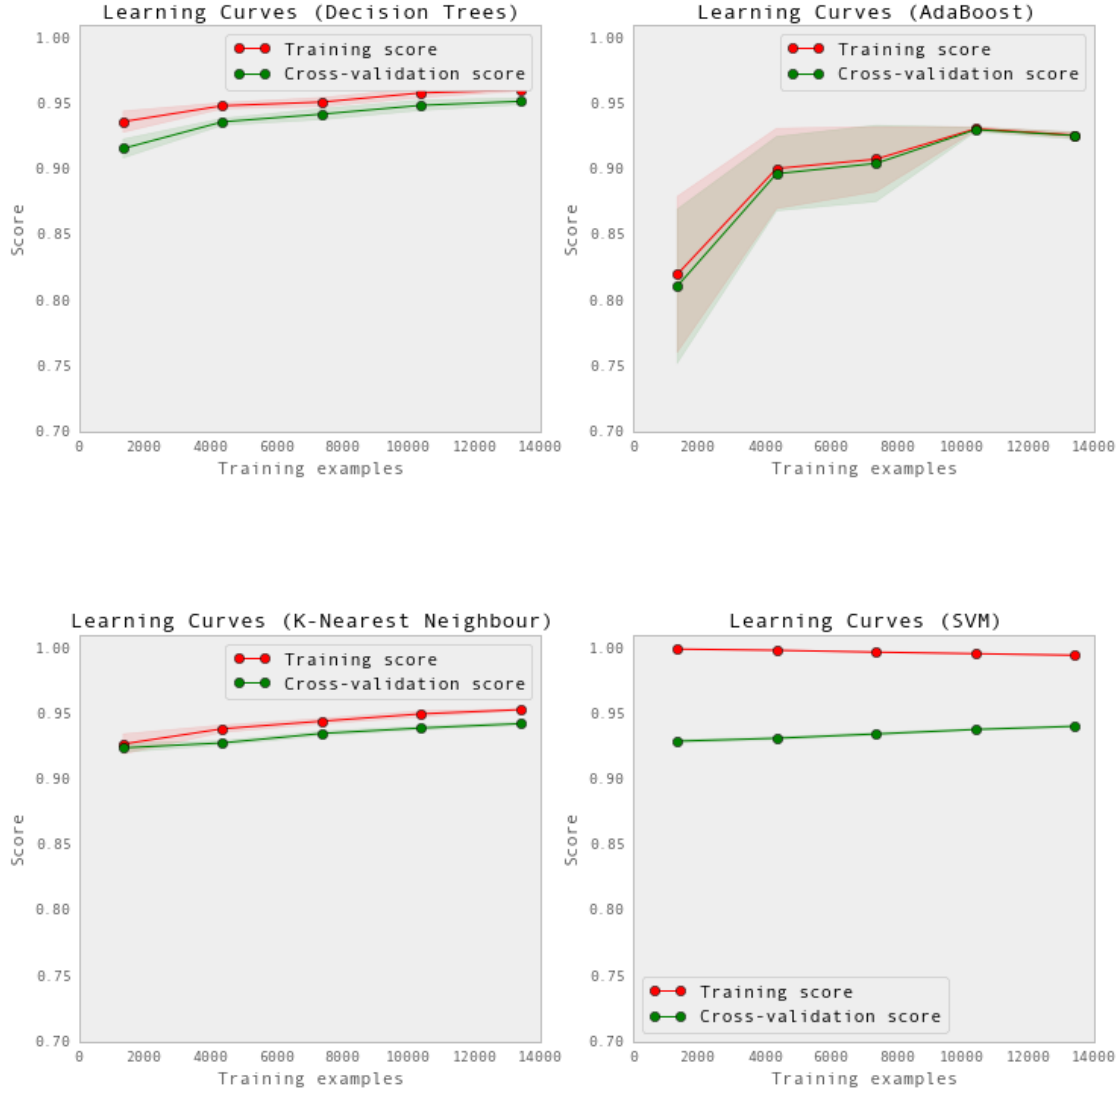 Learning Curves (Decision Trees)
Training score
Cross-validation score
1.00
0.95
0.90
0.85
0.80
0.75
0.70
Score
0 2000 4000 6000 8000 10000 12000 14000
Training examples
Learning Curves (AdaBoost)
Training score
Cross-validation score
1.00
0.95
0.90
0.85
0.80
0.75
0.70
Score
0 2000 4000 6000 8000 10000 12000 14000
Training examples
Learning Curves (K-Nearest Neighbour)
Training score
Cross-validation score
1.00
0.95
0.90
0.85
0.80
0.75
0.70
Score
0 2000 4000 6000 8000 10000 12000 14000
Training examples
Learning Curves (SVM)
1.00
0.95
0.90
0.85
0.80
0.75
0.70
Score
Training score
Cross-validation score
0 2000 4000 6000 8000 10000 12000 14000
Training examples